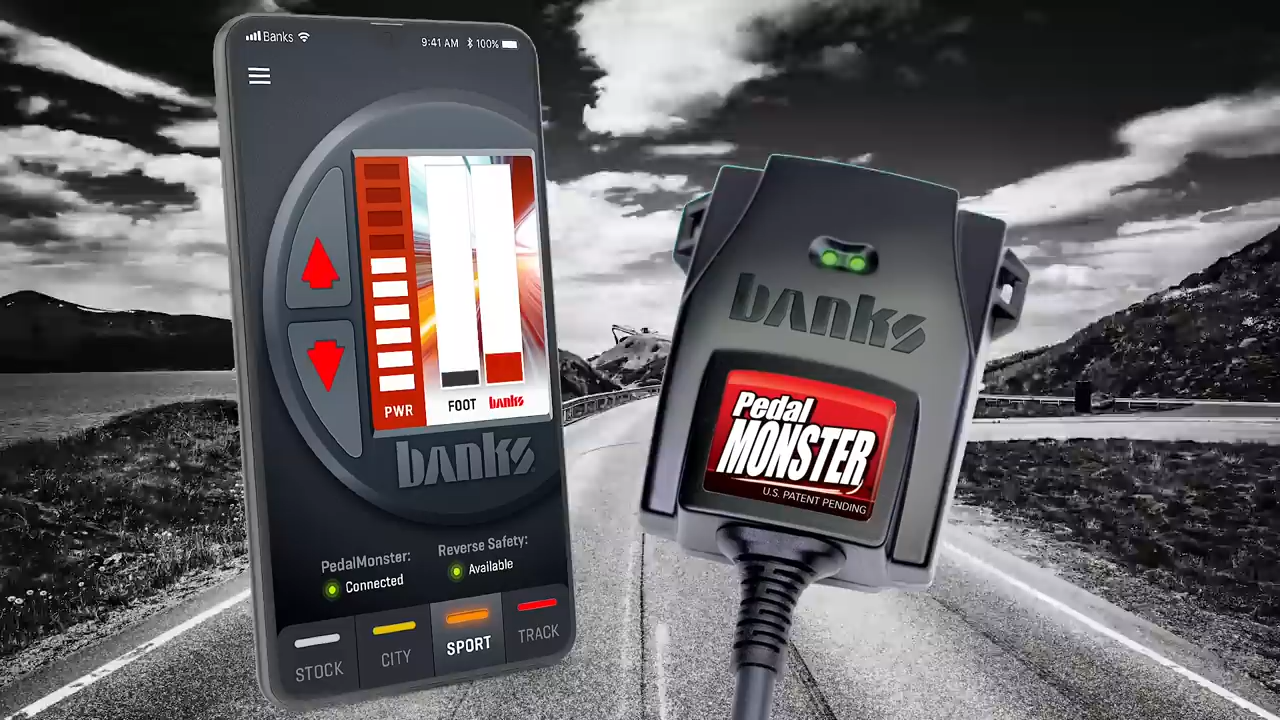 Banks
9:41 AM 100%
PWR
FOOT banks
banks
PedalMonster:
Connected
Reverse Safety:
Available
STOCK
CITY
SPORT
TRACK
banks
Pedal
MONSTER
U.S. PATENT PENDING